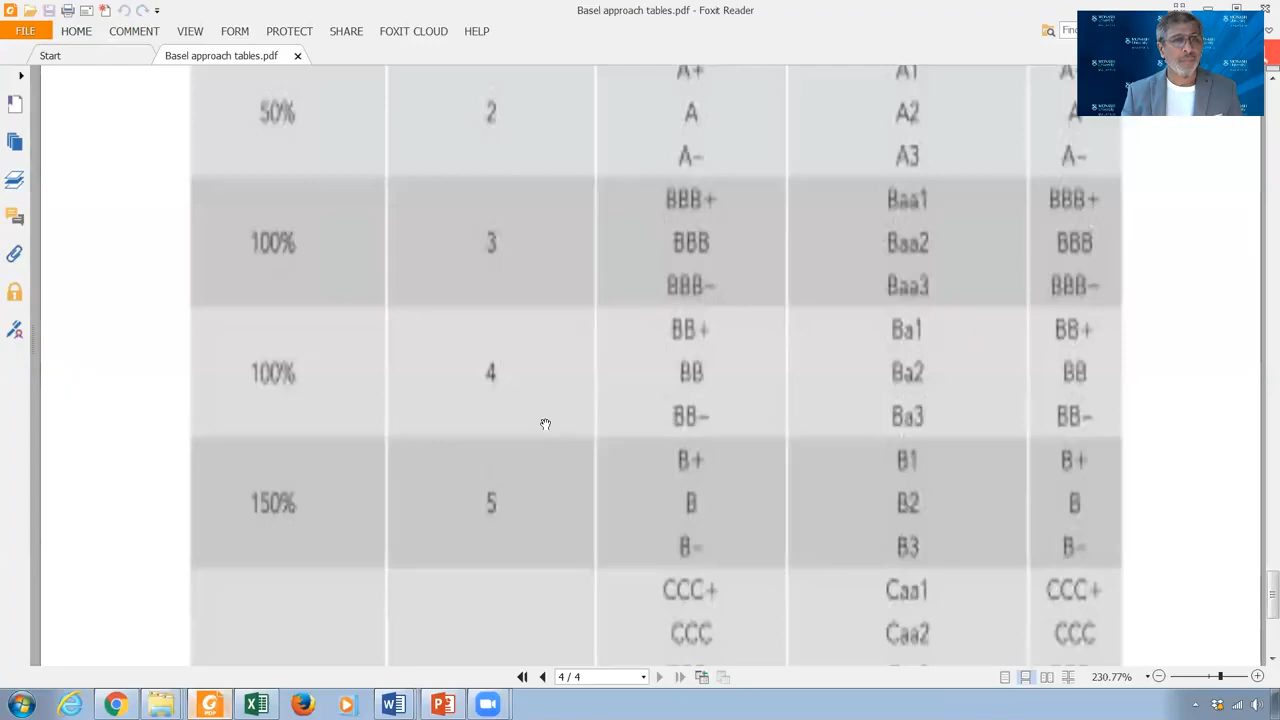 Basel approach tables.pdf - Foxit Reader
FILE HOME COMMENT VIEW FORM PROTECT SHARE FOXIT CLOUD HELP
Start Basel approach tables.pdf
A+ A1
50% 2 A A2 A
A- A3 A-
BBB+ Baa1 BBB+
100% 3 BBB Baa2 BBB
BBB- Baa3 BBB-
BB+ Ba1 BB+
100% 4 BB Ba2 BB
BB- Ba3 BB-
B+ B1 B+
150% 5 B B2 B
B- B3 B-
CCC+ Caa1 CCC+
CCC Caa2 CCC
4 / 4 230.77%